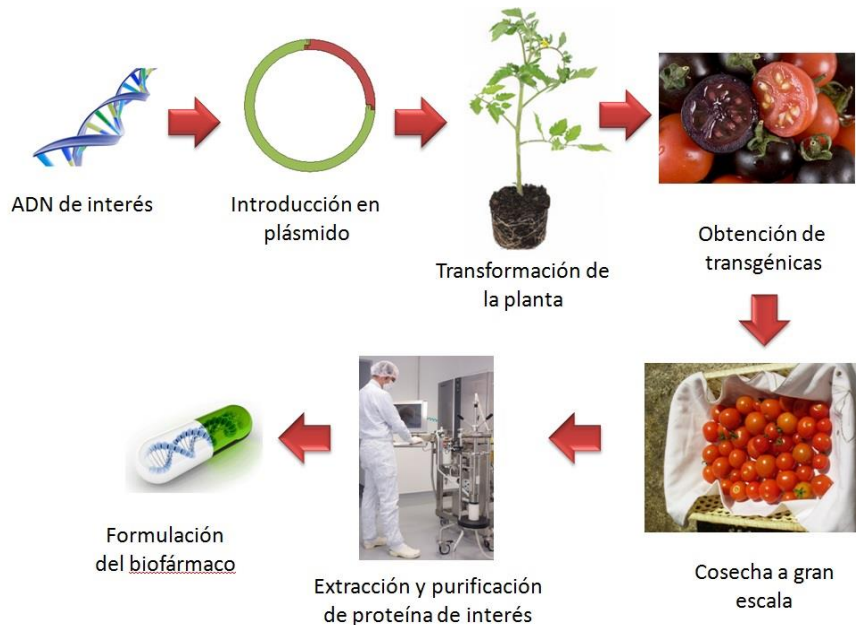 ADN de interés
Introducción en
plásmido
Transformación de
la planta
Obtención de
transgénicas
Cosecha a gran
escala
Extracción y purificación
de proteína de interés
Formulación
del biofármaco